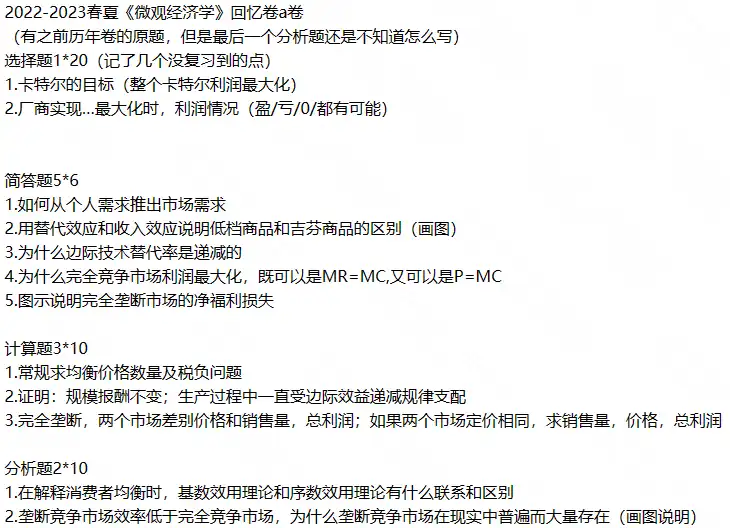 2022-2023春夏《微观经济学》回忆卷a卷
（有之前历年卷的原题，但是最后一个分析题还是不知道怎么写）
选择题1*20（记了几个没复习到的点）
1.卡特尔的目标（整个卡特尔利润最大化）
2.厂商实现...最大化时，利润情况（盈/亏/0/都有可能）
简答题5*6
1.如何从个人需求推出市场需求
2.用替代效应和收入效应说明低档商品和吉芬商品的区别（画图）
3.为什么边际技术替代率是递减的
4.为什么完全竞争市场利润最大化，既可以是MR=MC,又可以是P=MC
5.图示说明完全垄断市场的净福利损失
计算题3*10
1.常规求均衡价格数量及税负问题
2.证明：规模报酬不变；生产过程中一直受边际效益递减规律支配
3.完全垄断，两个市场差别价格和销售量，总利润；如果两个市场定价相同，求销售量，价格，总利润
分析题2*10
1.在解释消费者均衡时，基数效用理论和序数效用理论有什么联系和区别
2.垄断竞争市场效率低于完全竞争市场，为什么垄断竞争市场在现实中普遍而大量存在（画图说明）